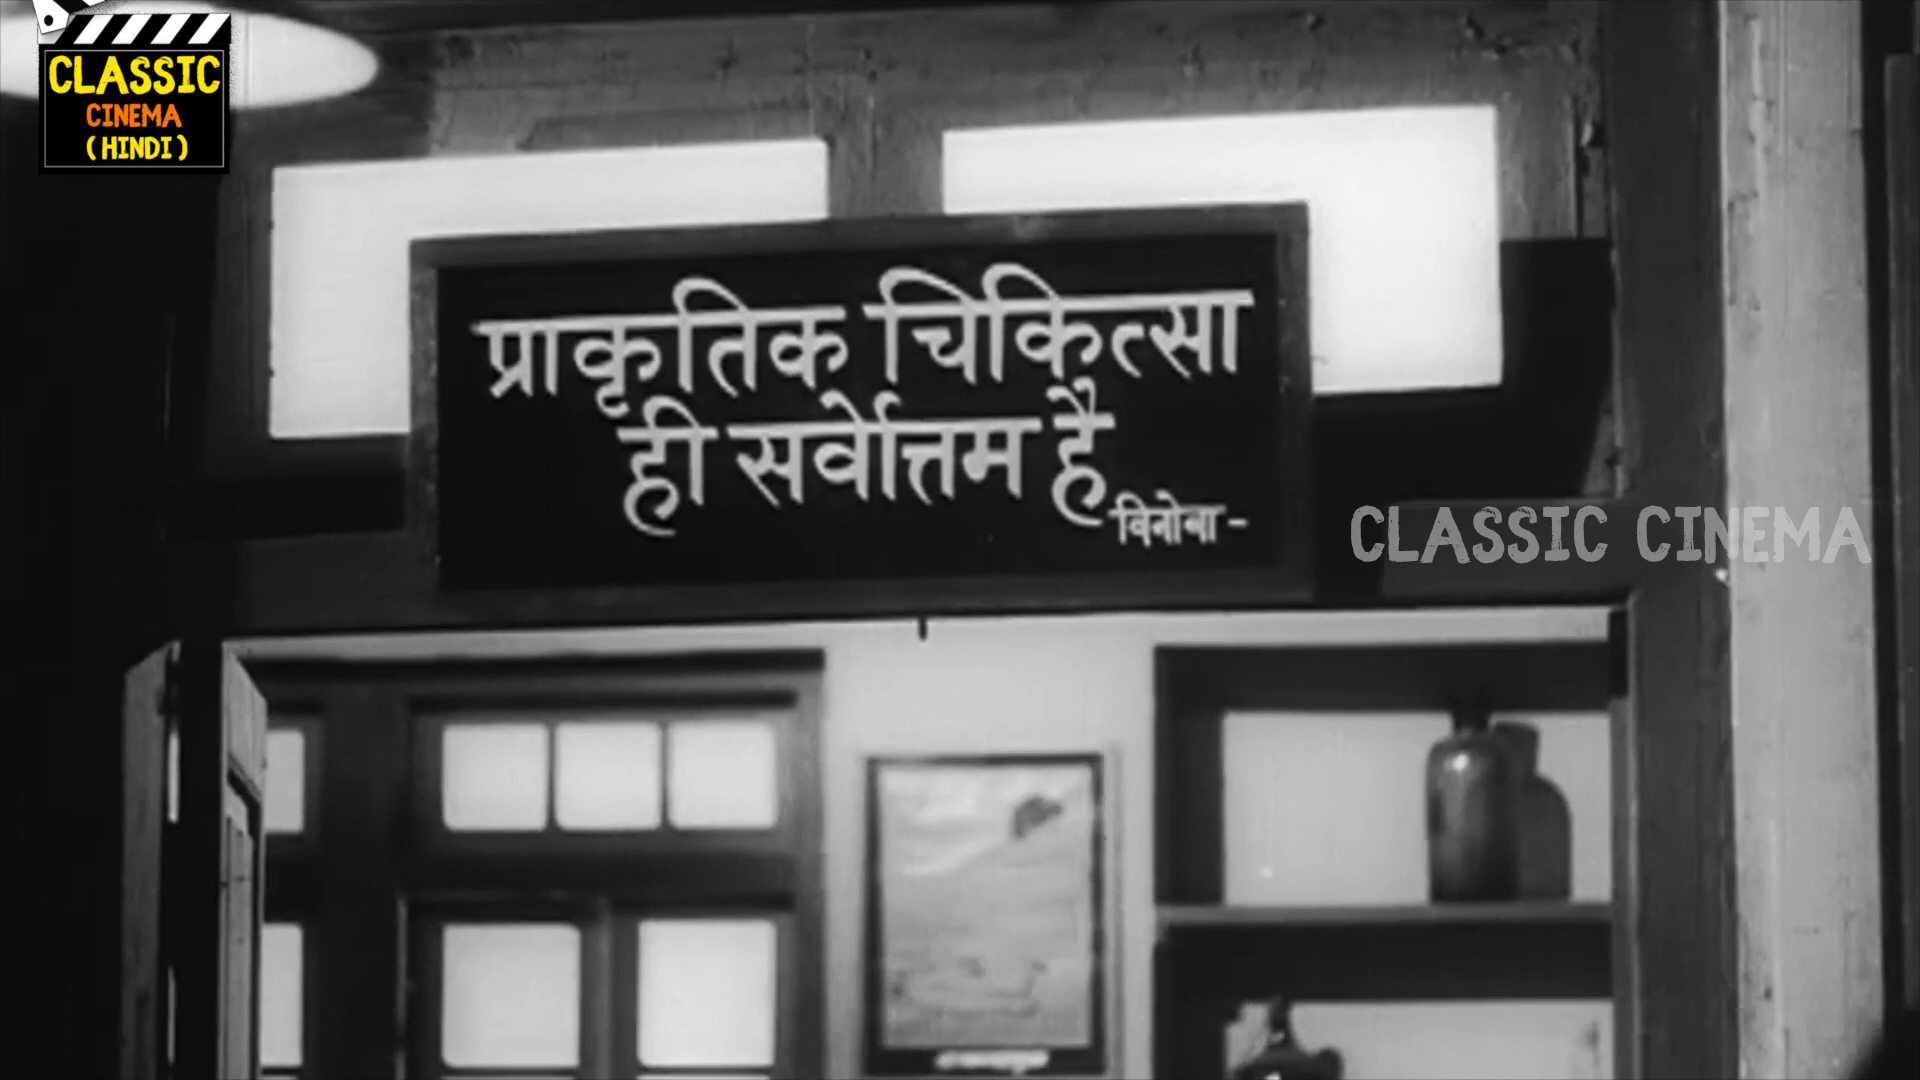 CLASSIC
CINEMA
(HINDI)
प्राकृतिक चिकित्सा
ही सर्वोत्तम है
विनोबा -
CLASSIC CINEMA